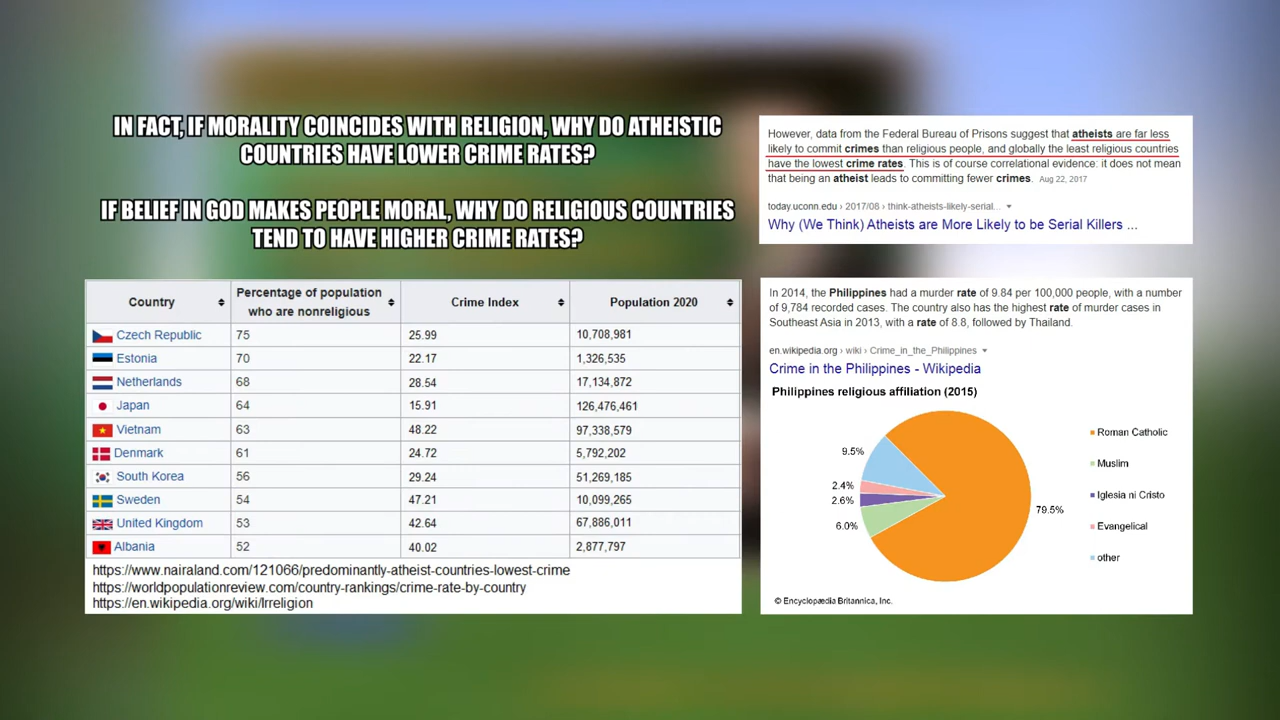 IN FACT, IF MORALITY COINCIDES WITH RELIGION, WHY DO ATHEISTIC
COUNTRIES HAVE LOWER CRIME RATES?
IF BELIEF IN GOD MAKES PEOPLE MORAL, WHY DO RELIGIOUS COUNTRIES
TEND TO HAVE HIGHER CRIME RATES?
Country Percentage of population who are nonreligious Crime Index Population 2020
Czech Republic 75 25.99 10,708,981
Estonia 70 22.17 1,326,535
Netherlands 68 28.54 17,134,872
Japan 64 15.91 126,476,461
Vietnam 63 48.22 97,338,579
Denmark 61 24.72 5,792,202
South Korea 56 29.24 51,269,185
Sweden 54 47.21 10,099,265
United Kingdom 53 42.64 67,886,011
Albania 52 40.02 2,877,797
https://www.nairaland.com/121066/predominantly-atheist-countries-lowest-crime
https://worldpopulationreview.com/country-rankings/crime-rate-by-country
https://en.wikipedia.org/wiki/Irreligion
However, data from the Federal Bureau of Prisons suggest that atheists are far less
likely to commit crimes than religious people, and globally the least religious countries
have the lowest crime rates. This is of course correlational evidence: it does not mean
that being an atheist leads to committing fewer crimes. Aug 22, 2017
today.uconn.edu › 2017/08 › think-atheists-likely-serial...
Why (We Think) Atheists are More Likely to be Serial Killers ...
In 2014, the Philippines had a murder rate of 9.84 per 100,000 people, with a number
of 9,784 recorded cases. The country also has the highest rate of murder cases in
Southeast Asia in 2013, with a rate of 8.8, followed by Thailand.
en.wikipedia.org › wiki › Crime_in_the_Philippines
Crime in the Philippines - Wikipedia
Philippines religious affiliation (2015)
9.5%
2.4%
2.6%
6.0%
79.5%
Roman Catholic
Muslim
Iglesia ni Cristo
Evangelical
other
© Encyclopædia Britannica, Inc.